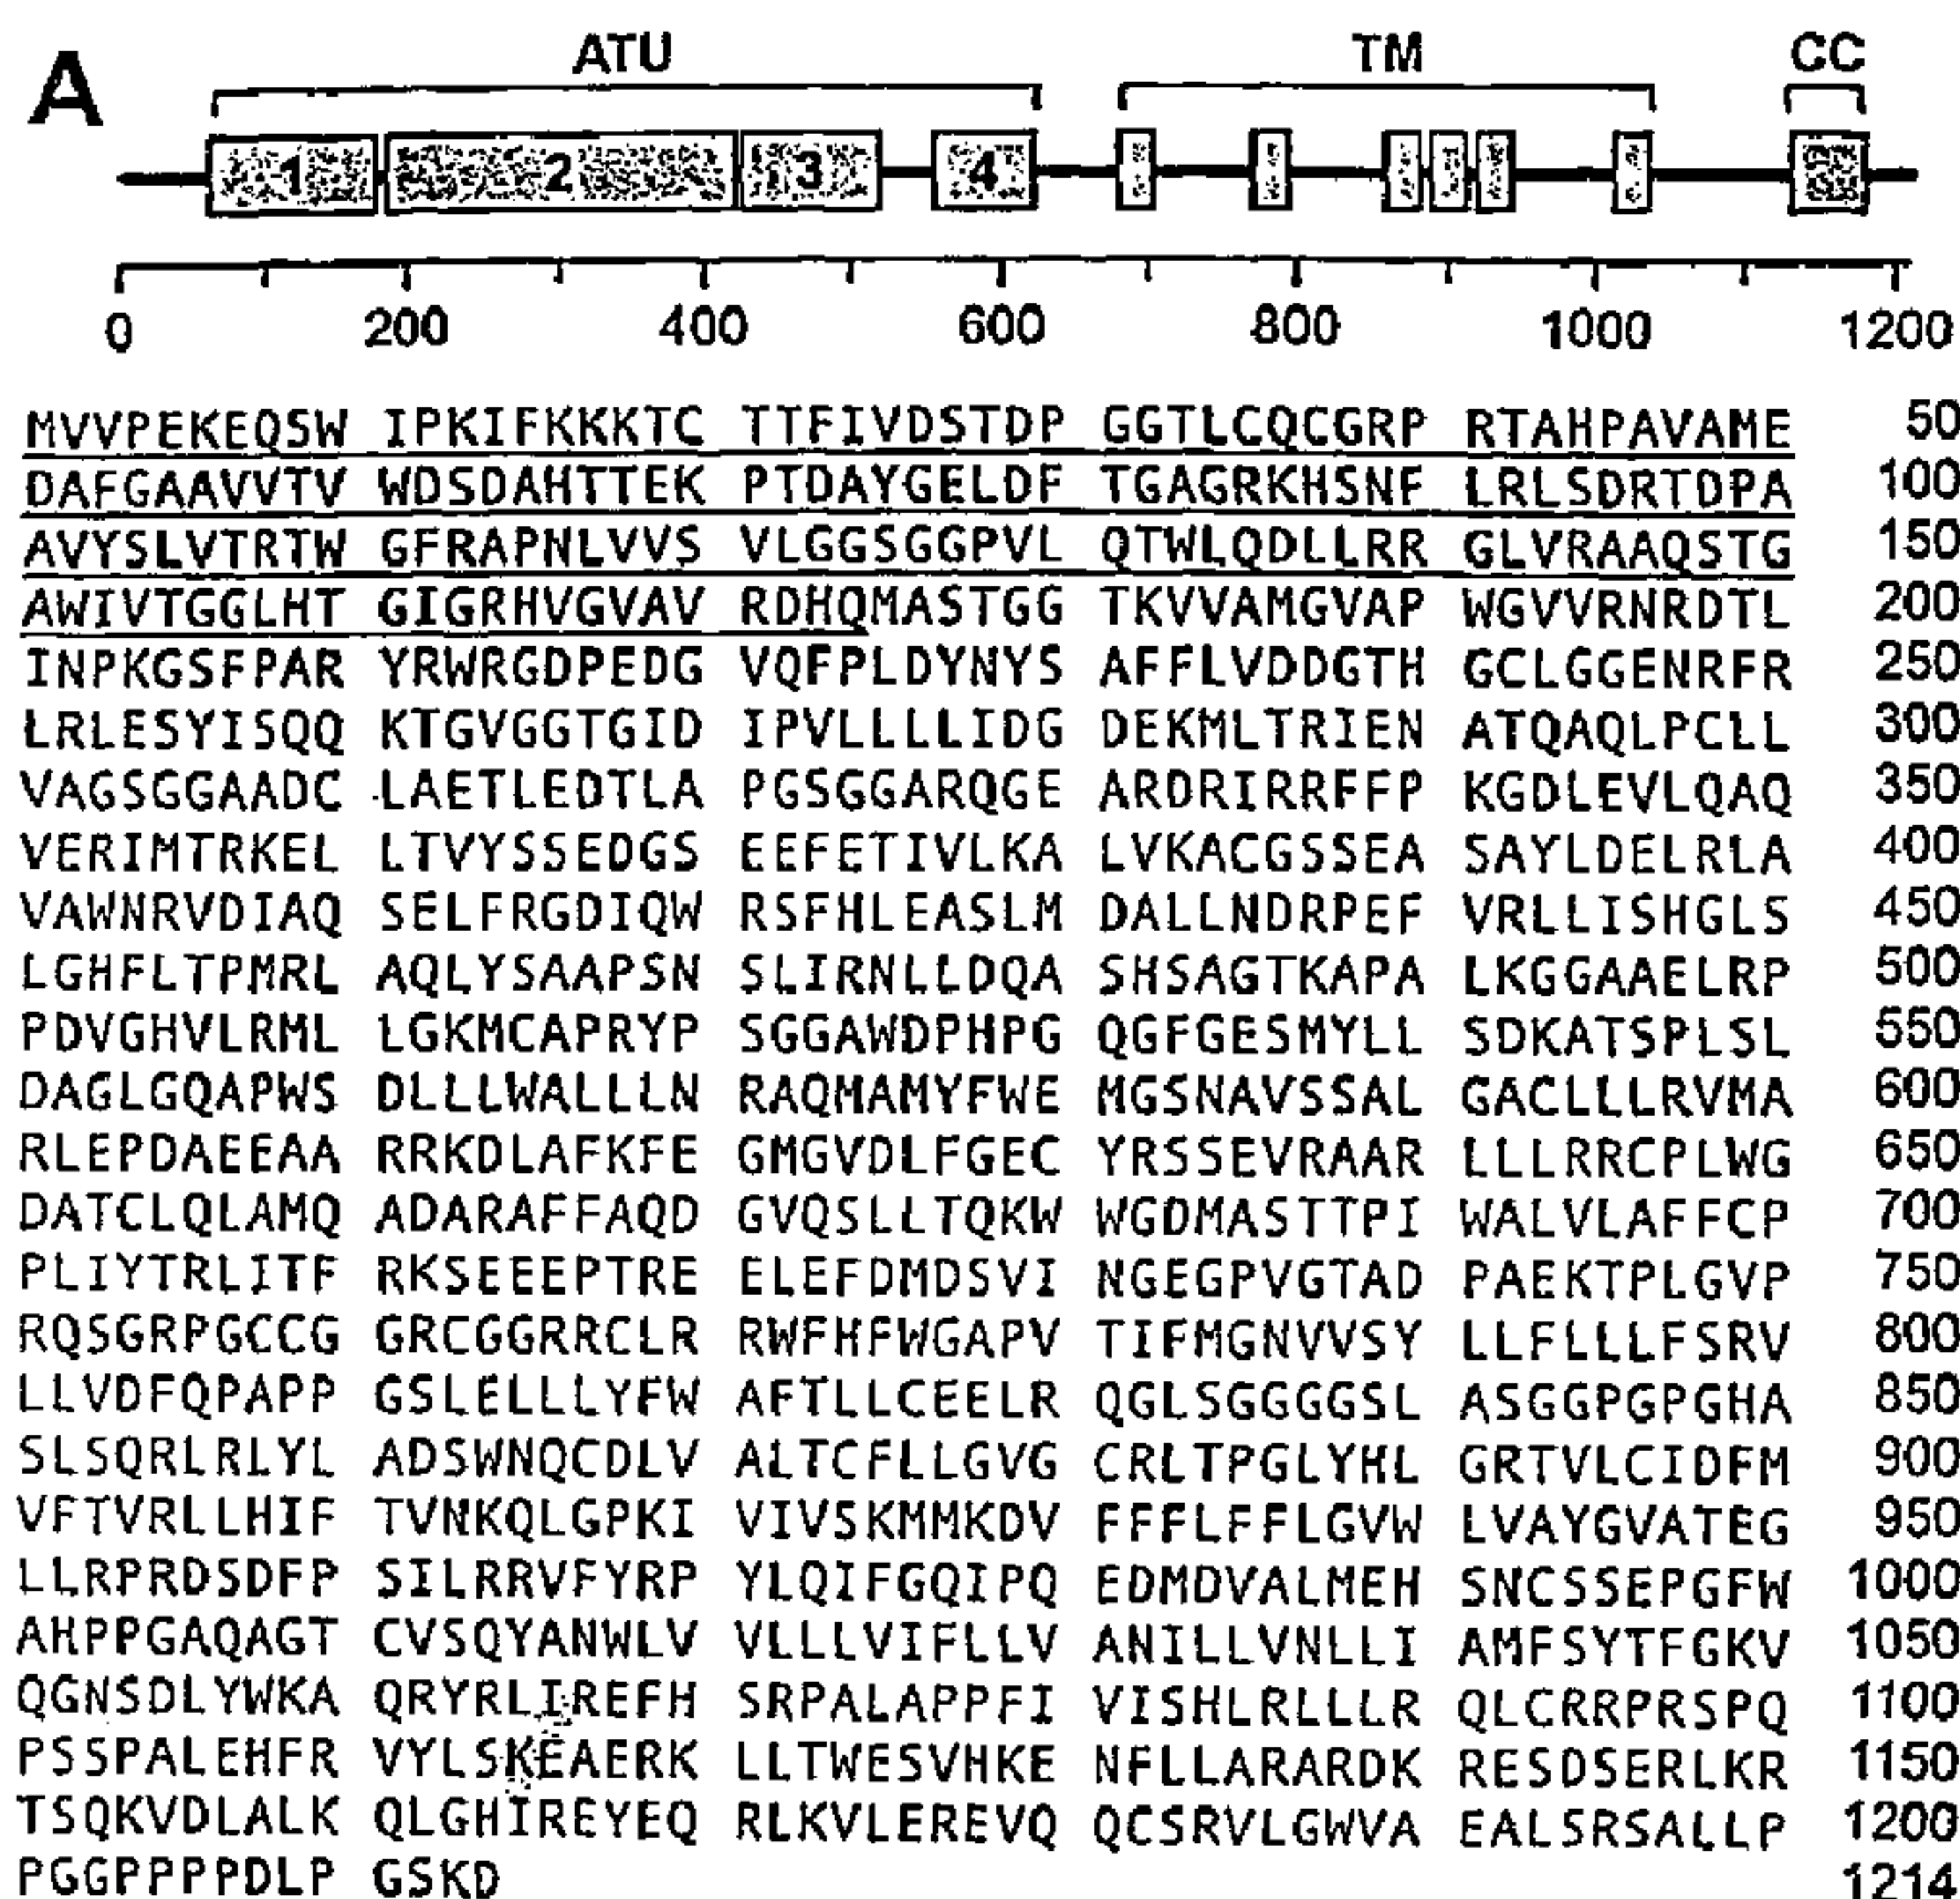 A
ATU TM CC
1 2 3 4
0 200 400 600 800 1000 1200
MVVPEKEQSW IPKIFKKKTC TTFIVDSTDP GGTLCQCGRP RTAHPAVAME 50
DAFGAAVVTV WDSDAHTTEK PTDAYGELDF TGAGRKHSNF LRLSDRTDPA 100
AVYSLVTRTW GFRAPNLVVS VLGGSGGPVL QTWLQDLLRR GLVRAAQSTG 150
AWIVTGGLHT GIGRHVGVAV RDHQMASTGG TKVVAMGVAP WGVVRNRDTL 200
INPKGSFPAR YRWRGDPEDG VQFPLDYNYS AFFLVDDGTH GCLGGENRFR 250
LRLESYISQQ KTGVGGTGID IPVLLLLIDG DEKMLTRIEN ATQAQLPCLL 300
VAGSGGAADC LAETLEDTLA PGSGGARQGE ARDRIRRFFP KGDLEVLQAQ 350
VERIMTRKEL LTVYSSEDGS EEFETIVLKA LVKACGSSEA SAYLDELRLA 400
VAWNRVDIAQ SELFRGDIQW RSFHLEASLM DALLNDRPEF VRLLISHGLS 450
LGHFLTPMRL AQLYSAAPSN SLIRNLLDQA SHSAGTKAPA LKGGAAELRP 500
PDVGHVLRML LGKMCAPRYP SGGAWDPHPG QGFGESMYLL SDKATSPLSL 550
DAGLGQAPWS DLLLWALLLN RAQMAMYFWE MGSNAVSSAL GACLLLRVMA 600
RLEPDAEEAA RRKDLAFKFE GMGVDLFGEC YRSSEVRAAR LLLRRCPLWG 650
DATCLQLAMQ ADARAFFAQD GVQSLLTQKW WGDMASTTPI WALVLAFFCP 700
PLIYTRLITF RKSEEEPTRE ELEFDMDSVI NGEGPVGTAD PAEKTPLGVP 750
RQSGRPGCCG GRCGGRRCLR RWFHFWGAPV TIFMGNVVSY LLFLLLFSRV 800
LLVDFQPAPP GSLELLLYFW AFTLLCEELR QGLSGGGGSL ASGGPGPGHA 850
SLSQRLRLYL ADSWNQCDLV ALTCFLLGVG CRLTPGLYHL GRTVLCIDFM 900
VFTVRLLHIF TVNKQLGPKI VIVSKMMKDV FFFLFFLGVW LVAYGVATEG 950
LLRPRDSDFP SILRRVFYRP YLQIFGQIPQ EDMDVALMEH SNCSSEPGFW 1000
AHPPGAQAGT CVSQYANWLV VLLLVIFLLV ANILLVNLLI AMFSYTFGKV 1050
QGNSDLYWKA QRYRLIREFH SRPALAPPFI VISHLRLLLR QLCRRPRSPQ 1100
PSSPALEHFR VYLSKEAERK LLTWESVHKE NFLLARARDK RESDSERLKR 1150
TSQKVDLALK QLGHIREYEQ RLKVLEREVQ QCSRVLGWVA EALSRSALLP 1200
PGGPPPPDLP GSKD 1214